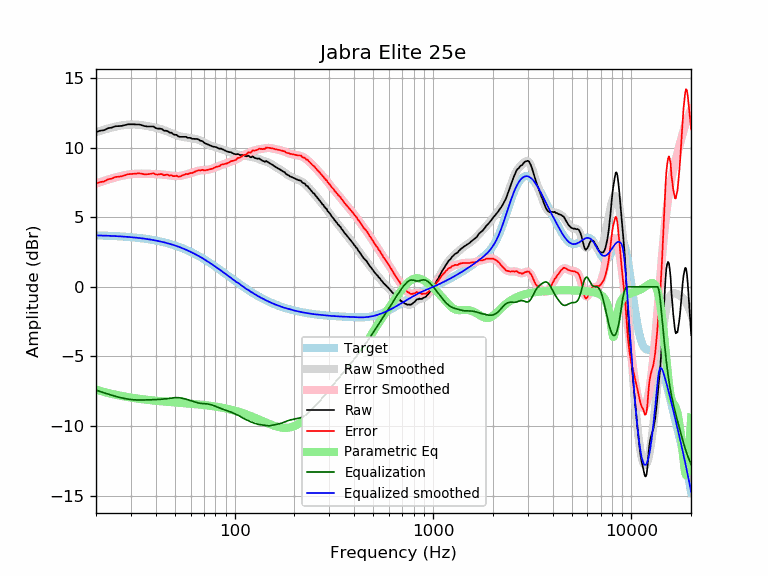 Jabra Elite 25e
15
10
5
0
−5
−10
−15
Amplitude (dBr)
Target
Raw Smoothed
Error Smoothed
Raw
Error
Parametric Eq
Equalization
Equalized smoothed
100
1000
10000
Frequency (Hz)